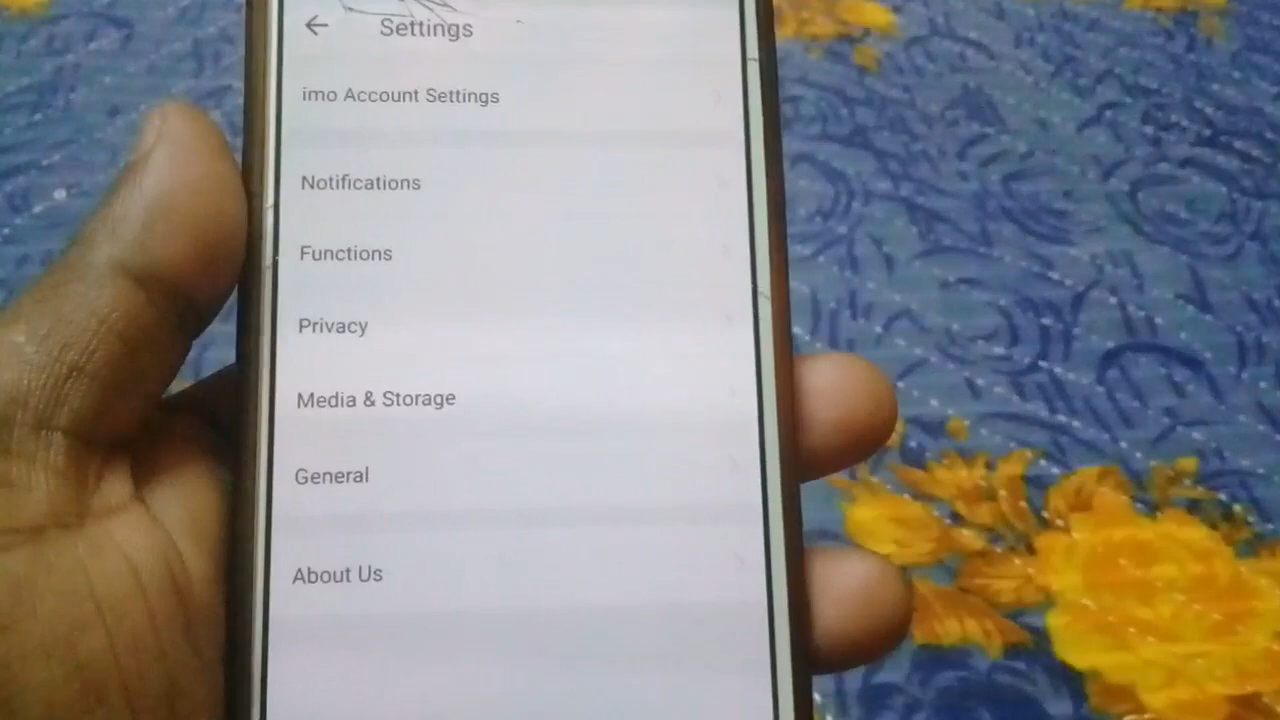 Settings
imo Account Settings
Notifications
Functions
Privacy
Media & Storage
General
About Us